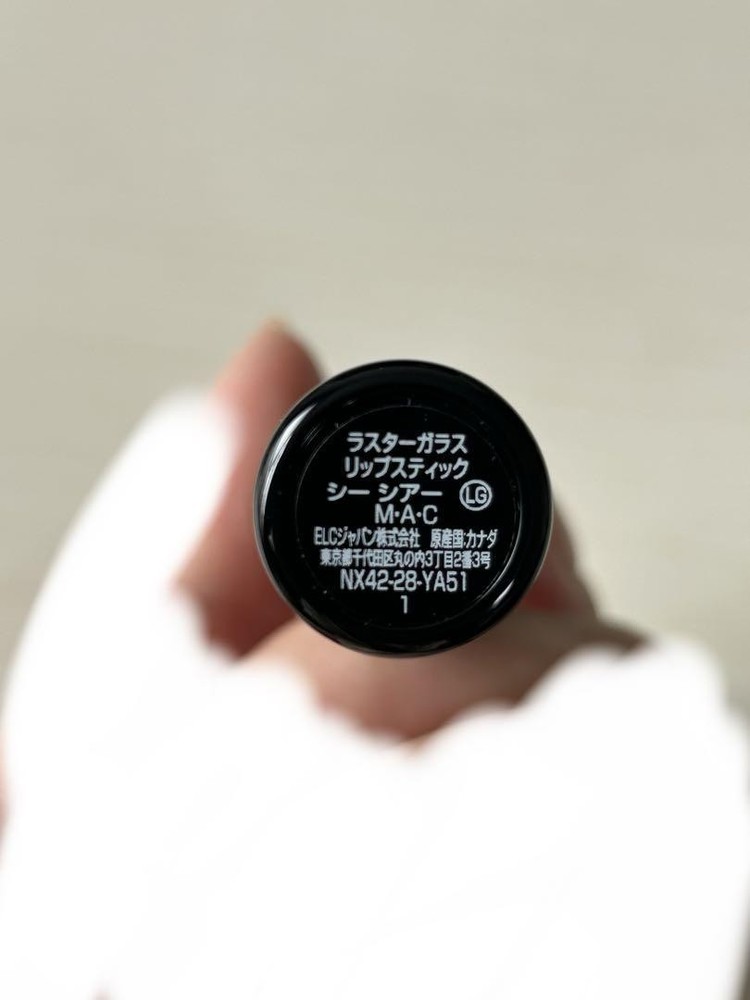 ラスターガラス
リップスティック
シー シアー LG
M・A・C
ELCジャパン株式会社 原産国:カナダ
東京都千代田区丸の内3丁目2番3号
NX42-28-YA51
1